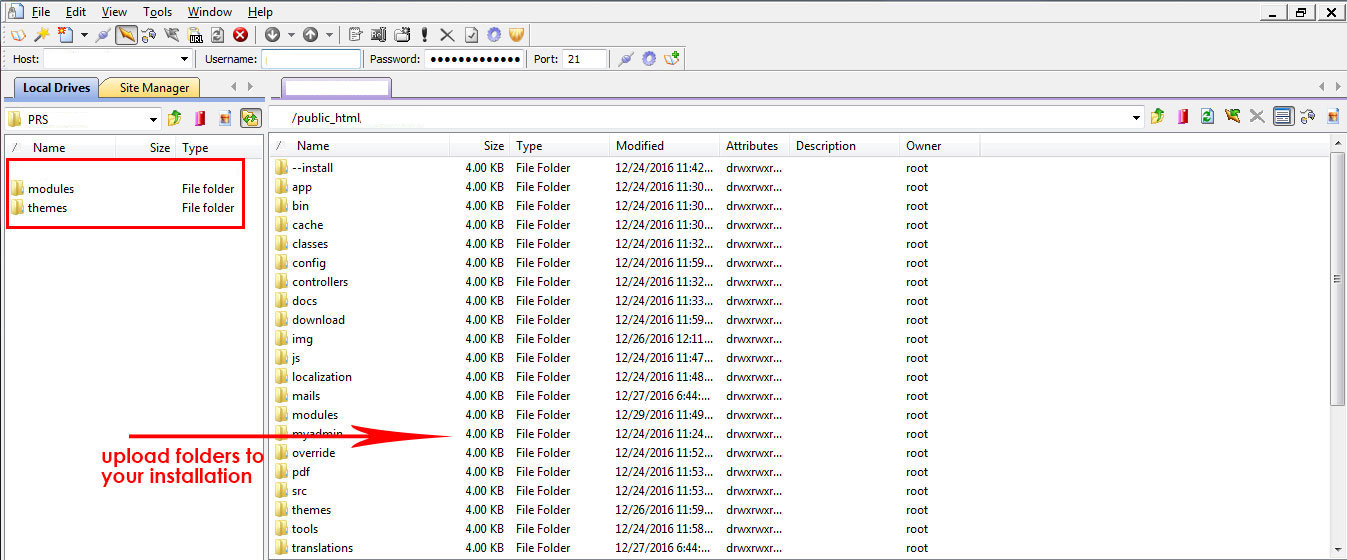 File Edit View Tools Window Help
URL
Host: Username: Password: ●●●●●●●●●●●●● Port: 21
Local Drives Site Manager
PRS /public_html
/ Name Size Type / Name Size Type Modified Attributes Description Owner
--install 4.00 KB File Folder 12/24/2016 11:42... drwxrwxr... root
modules File folder app 4.00 KB File Folder 12/24/2016 11:30... drwxrwxr... root
themes File folder bin 4.00 KB File Folder 12/24/2016 11:30... drwxrwxr... root
cache 4.00 KB File Folder 12/24/2016 11:30... drwxrwxr... root
classes 4.00 KB File Folder 12/24/2016 11:32... drwxrwxr... root
config 4.00 KB File Folder 12/24/2016 11:59... drwxrwxr... root
controllers 4.00 KB File Folder 12/24/2016 11:32... drwxrwxr... root
docs 4.00 KB File Folder 12/24/2016 11:33... drwxrwxr... root
download 4.00 KB File Folder 12/24/2016 11:59... drwxrwxr... root
img 4.00 KB File Folder 12/26/2016 12:11... drwxrwxr... root
js 4.00 KB File Folder 12/24/2016 11:47... drwxrwxr... root
localization 4.00 KB File Folder 12/24/2016 11:48... drwxrwxr... root
mails 4.00 KB File Folder 12/27/2016 6:44:... drwxrwxr... root
modules 4.00 KB File Folder 12/29/2016 11:49... drwxrwxr... root
myadmin 4.00 KB File Folder 12/24/2016 11:24... drwxrwxr... root
upload folders to override 4.00 KB File Folder 12/24/2016 11:52... drwxrwxr... root
your installation pdf 4.00 KB File Folder 12/24/2016 11:53... drwxrwxr... root
src 4.00 KB File Folder 12/24/2016 11:53... drwxrwxr... root
themes 4.00 KB File Folder 12/26/2016 11:59... drwxrwxr... root
tools 4.00 KB File Folder 12/24/2016 11:58... drwxrwxr... root
translations 4.00 KB File Folder 12/27/2016 6:44:... drwxrwxr... root